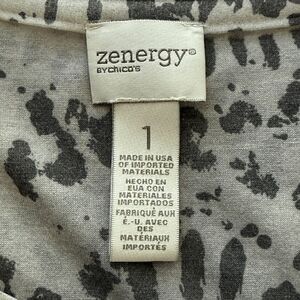 zenergy®
BY CHICO'S
1
MADE IN USA
OF IMPORTED
MATERIALS
HECHO EN
EUA CON
MATERIALES
IMPORTADOS
FABRIQUÉ AUX
É.-U. AVEC
DES
MATÉRIAUX
IMPORTÉS